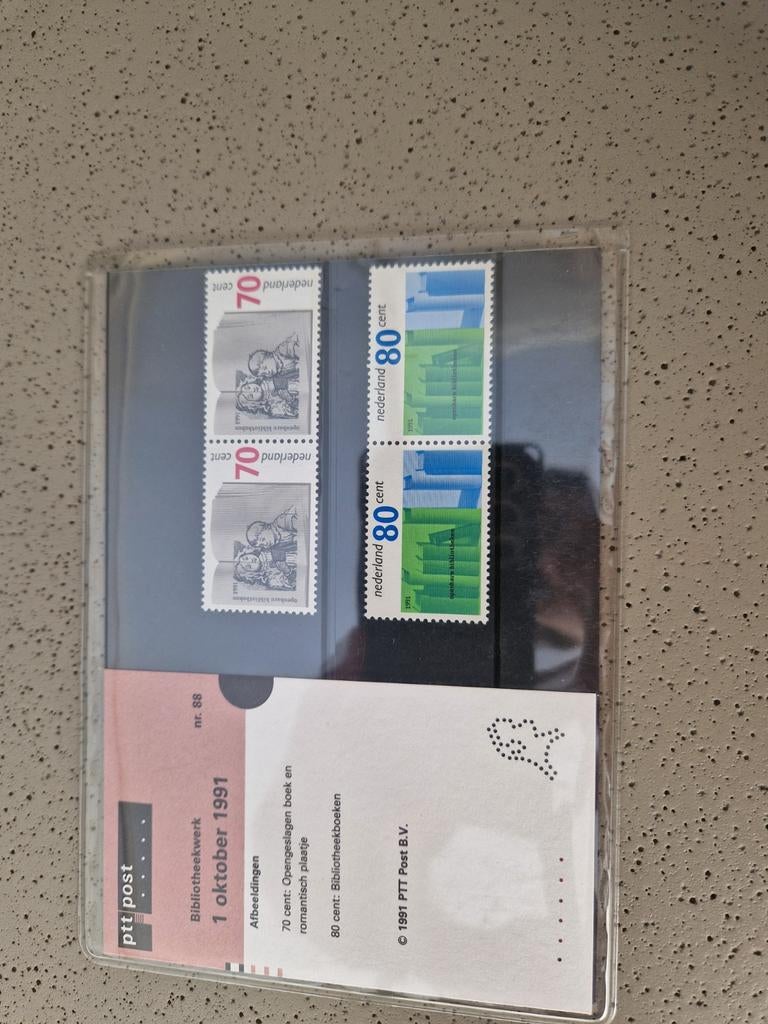 ptt post
Bibliotheekwerk
1 oktober 1991
nr. 88
Afbeeldingen
70 cent: Opengeslagen boek en
romantisch plaatje
80 cent: Bibliotheekboeken
© 1991 PTT Post B.V.
70
cent
nederland
1991
openbare bibliotheken
70
cent
nederland
1991
openbare bibliotheken
nederland
80 cent
1991
openbare bibliotheken
nederland
80 cent
1991
openbare bibliotheken